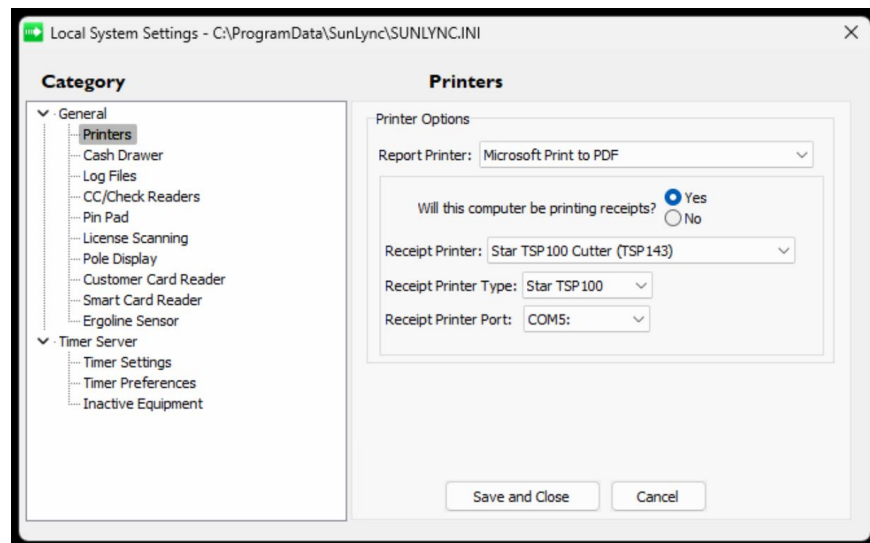 Local System Settings - C:\ProgramData\SunLync\SUNLYNC.INI
Category
General
Printers
Cash Drawer
Log Files
CC/Check Readers
Pin Pad
License Scanning
Pole Display
Customer Card Reader
Smart Card Reader
Ergoline Sensor
Timer Server
Timer Settings
Timer Preferences
Inactive Equipment
Printers
Printer Options
Report Printer: Microsoft Print to PDF
Will this computer be printing receipts? Yes
No
Receipt Printer: Star TSP100 Cutter (TSP143)
Receipt Printer Type: Star TSP100
Receipt Printer Port: COM5:
Save and Close Cancel